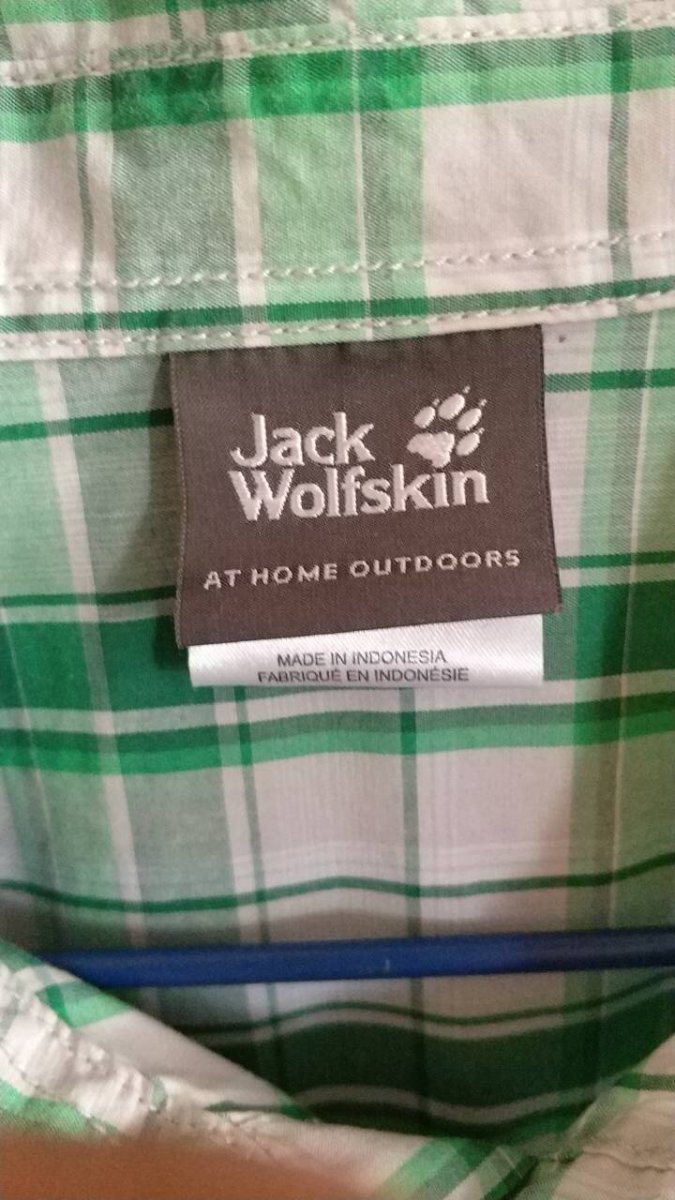 Jack
Wolfskin
AT HOME OUTDOORS
MADE IN INDONESIA
FABRIQUÉ EN INDONÉSIE